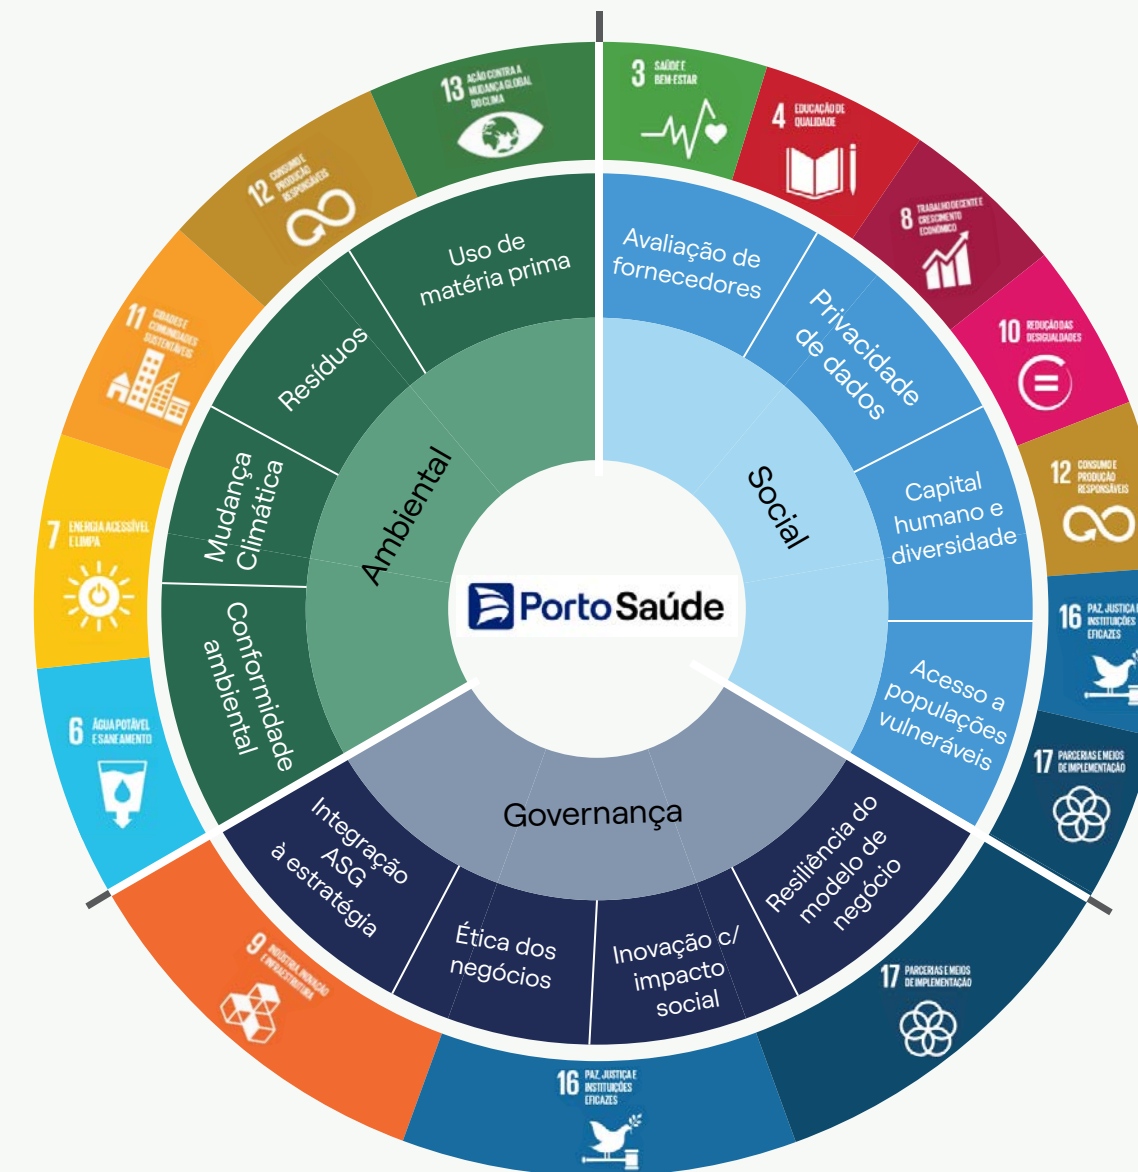 13 AÇÃO CONTRA A
MUDANÇA GLOBAL
DO CLIMA
3 SAÚDE E
BEM-ESTAR
4 EDUCAÇÃO DE
QUALIDADE
8 TRABALHO DECENTE E
CRESCIMENTO
ECONÔMICO
10 REDUÇÃO DAS
DESIGUALDADES
12 CONSUMO E
PRODUÇÃO
RESPONSÁVEIS
16 PAZ, JUSTIÇA E
INSTITUIÇÕES
EFICAZES
17 PARCERIAS E MEIOS
DE IMPLEMENTAÇÃO
17 PARCERIAS E MEIOS
DE IMPLEMENTAÇÃO
16 PAZ, JUSTIÇA E
INSTITUIÇÕES
EFICAZES
9 INDÚSTRIA, INOVAÇÃO
E INFRAESTRUTURA
6 ÁGUA POTÁVEL
E SANEAMENTO
7 ENERGIA ACESSÍVEL
E LIMPA
11 CIDADES E
COMUNIDADES
SUSTENTÁVEIS
12 CONSUMO E
PRODUÇÃO
RESPONSÁVEIS
Uso de
matéria prima
Resíduos
Mudança
Climática
Conformidade
ambiental
Ambiental
Avaliação de
fornecedores
Privacidade
de dados
Capital
humano e
diversidade
Acesso a
populações
vulneráveis
Social
Porto Saúde
Governança
Integração
ASG
à estratégia
Ética dos
negócios
Inovação c/
impacto
social
Resiliência do
modelo de
negócio